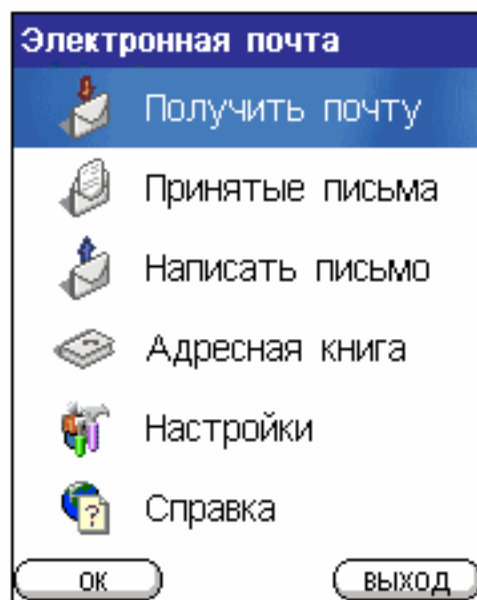 Электронная почта
Получить почту
Принятые письма
Написать письмо
Адресная книга
Настройки
Справка
ок выход